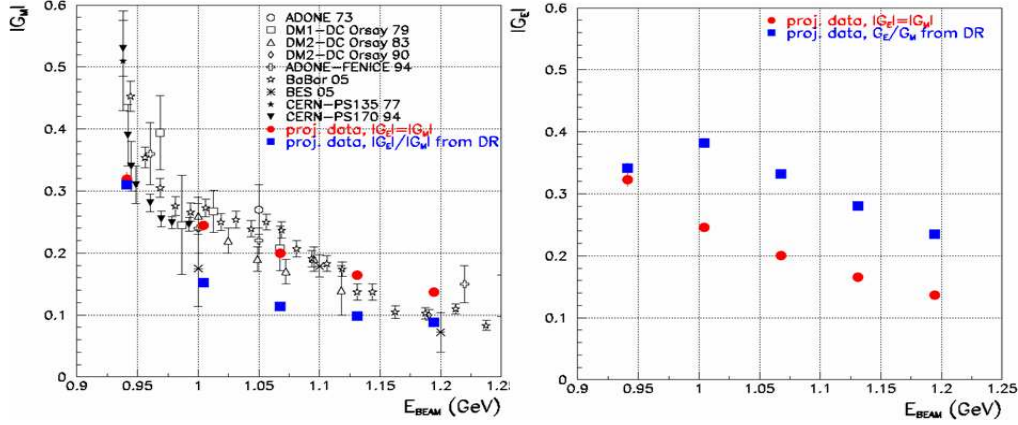 |G_M|
0.6
0.5
0.4
0.3
0.2
0.1
0
ADONE 73
DM1-DC Orsay 79
DM2-DC Orsay 83
DM2-DC Orsay 90
ADONE-FENICE 94
BaBar 05
BES 05
CERN-PS135 77
CERN-PS170 94
proj. data, |G_E|=|G_M|
proj. data, |G_E|/|G_M| from DR
0.9 0.95 1 1.05 1.1 1.15 1.2 1.25
E_BEAM (GeV)
|G_E|
0.6
0.5
0.4
0.3
0.2
0.1
0
proj. data, |G_E|=|G_M|
proj. data, G_E/G_M from DR
0.9 0.95 1 1.05 1.1 1.15 1.2 1.25
E_BEAM (GeV)